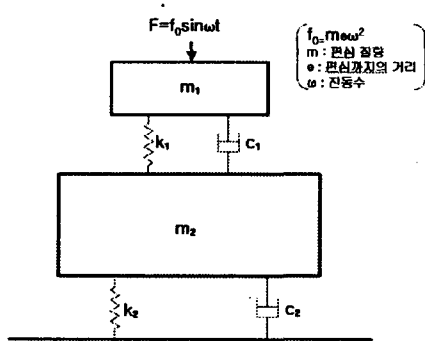 F=f₀sinωt
f₀=meω²
m : 편심 질량
e : 편심까지의 거리
ω : 진동수
m₁
k₁
C₁
m₂
k₂
C₂